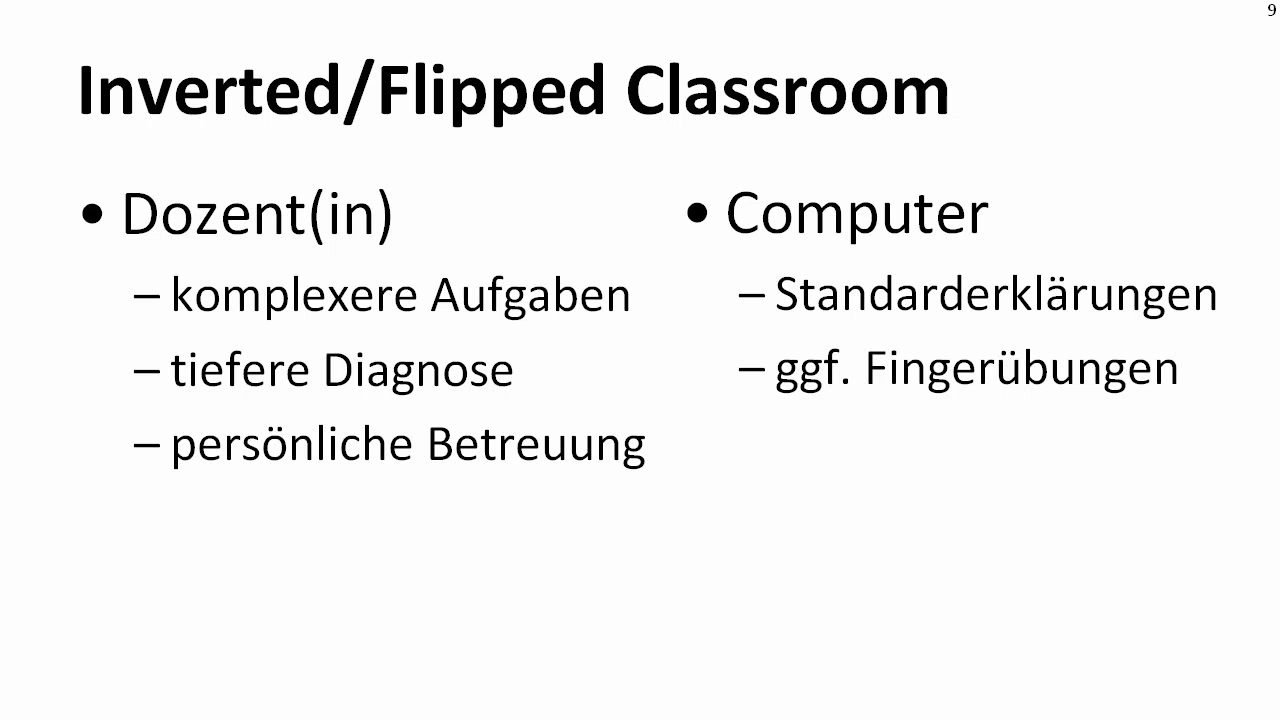 9
Inverted/Flipped Classroom
• Dozent(in)
– komplexere Aufgaben
– tiefere Diagnose
– persönliche Betreuung
• Computer
– Standarderklärungen
– ggf. Fingerübungen